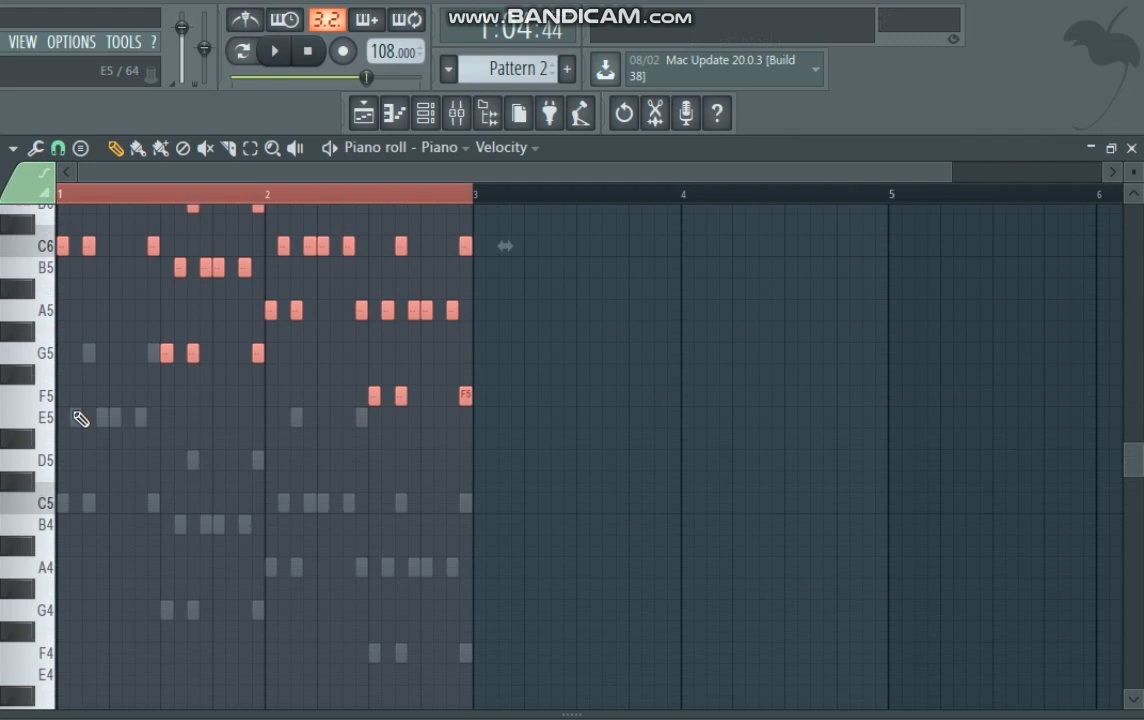 www.BANDICAM.com
1:04:44
VIEW OPTIONS TOOLS ?
E5 / 64
3.2.
108.000
Pattern 2
+
08/02 Mac Update 20.0.3 [Build
38]
?
Piano roll - Piano Velocity
1 2 3 4 5 6
C6
B5
A5
G5
F5
F5
E5
D5
C5
B4
A4
G4
F4
E4